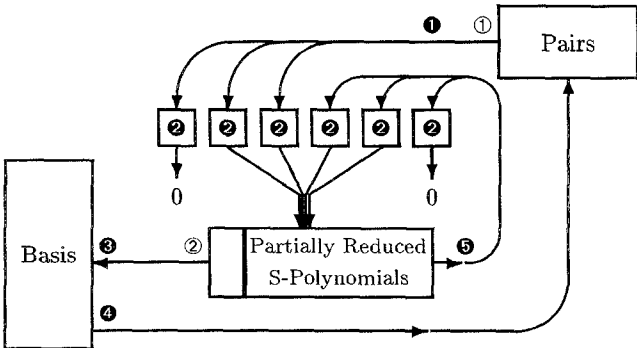 ❶ ①
Pairs
❷ ❷ ❷ ❷ ❷ ❷
0 0
Basis
❸ ② Partially Reduced
S-Polynomials ❺
❹